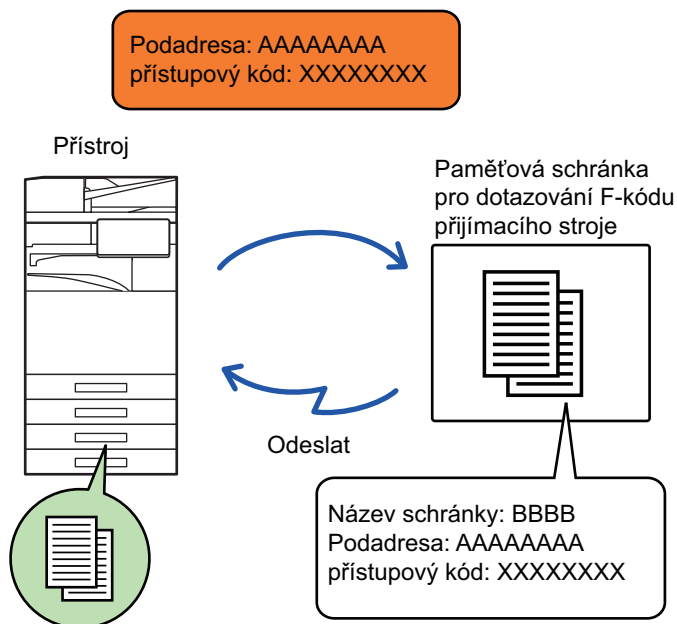 Podadresa: AAAAAAAA
přístupový kód: XXXXXXXX
Přístroj
Paměťová schránka
pro dotazování F-kódu
přijímacího stroje
Odeslat
Název schránky: BBBB
Podadresa: AAAAAAAA
přístupový kód: XXXXXXXX